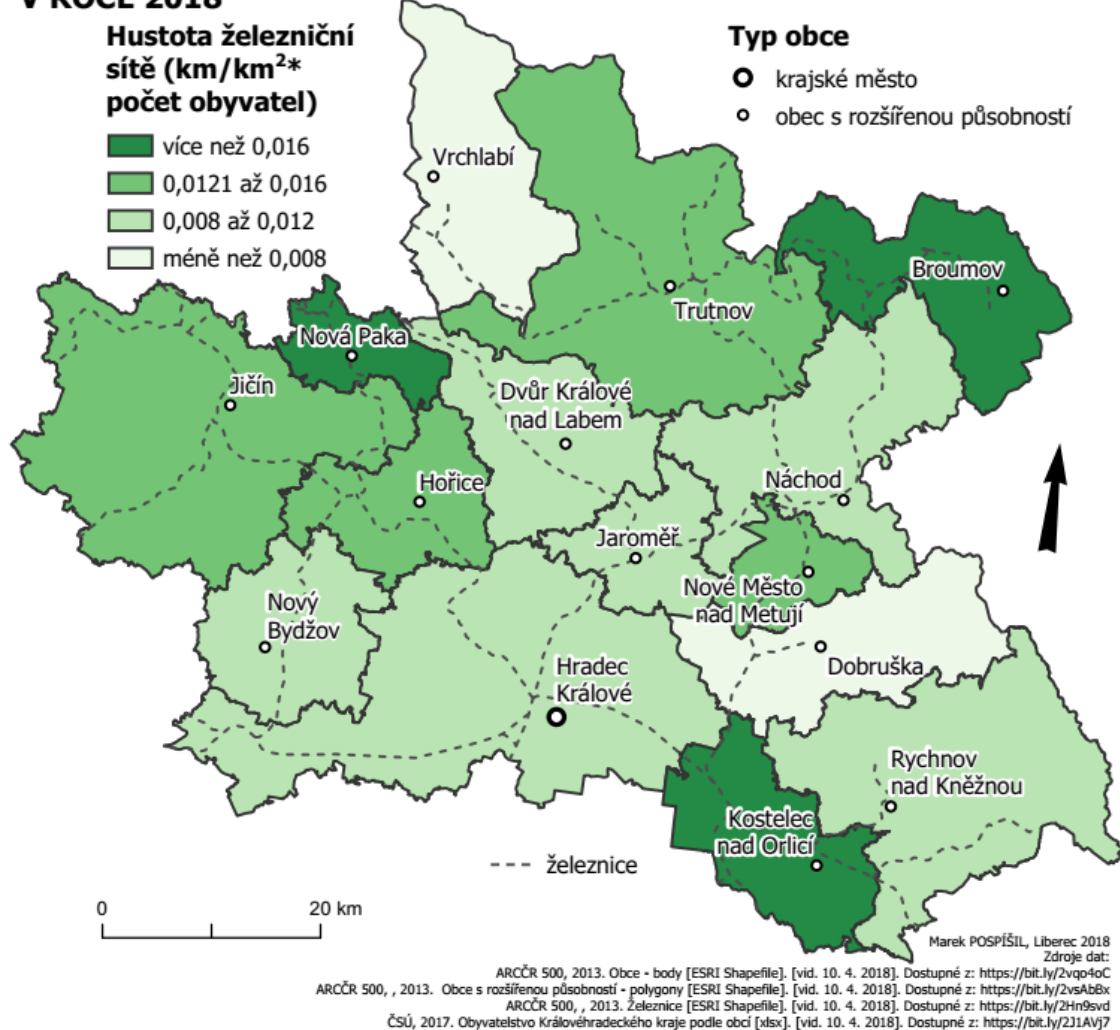 V ROCE 2018
Hustota železniční
sítě (km/km²*
počet obyvatel)
více než 0,016
0,0121 až 0,016
0,008 až 0,012
méně než 0,008
Typ obce
krajské město
obec s rozšířenou působností
Vrchlabí
Broumov
Trutnov
Nová Paka
Jičín
Dvůr Králové
nad Labem
Hořice
Náchod
Jaroměř
Nové Město
nad Metují
Nový
Bydžov
Dobruška
Hradec
Králové
Rychnov
nad Kněžnou
Kostelec
nad Orlicí
železnice
0 20 km
Marek POSPÍŠIL, Liberec 2018
Zdroje dat:
ARCČR 500, 2013. Obce - body [ESRI Shapefile]. [vid. 10. 4. 2018]. Dostupné z: https://bit.ly/2vqo4oC
ARCČR 500, , 2013. Obce s rozšířenou působností - polygony [ESRI Shapefile]. [vid. 10. 4. 2018]. Dostupné z: https://bit.ly/2vsAbBx
ARCČR 500, , 2013. Železnice [ESRI Shapefile]. [vid. 10. 4. 2018]. Dostupné z: https://bit.ly/2Hn9svd
ČSÚ, 2017. Obyvatelstvo Královéhradeckého kraje podle obcí [xlsx]. [vid. 10. 4. 2018]. Dostupné z: https://bit.ly/2J1AVjZ